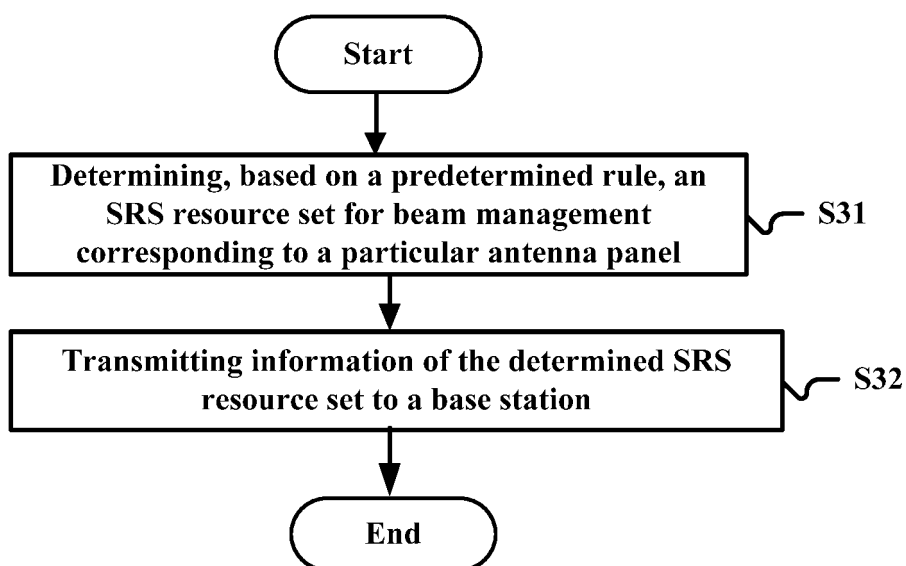 Start
Determining, based on a predetermined rule, an
SRS resource set for beam management
corresponding to a particular antenna panel
S31
Transmitting information of the determined SRS
resource set to a base station
S32
End